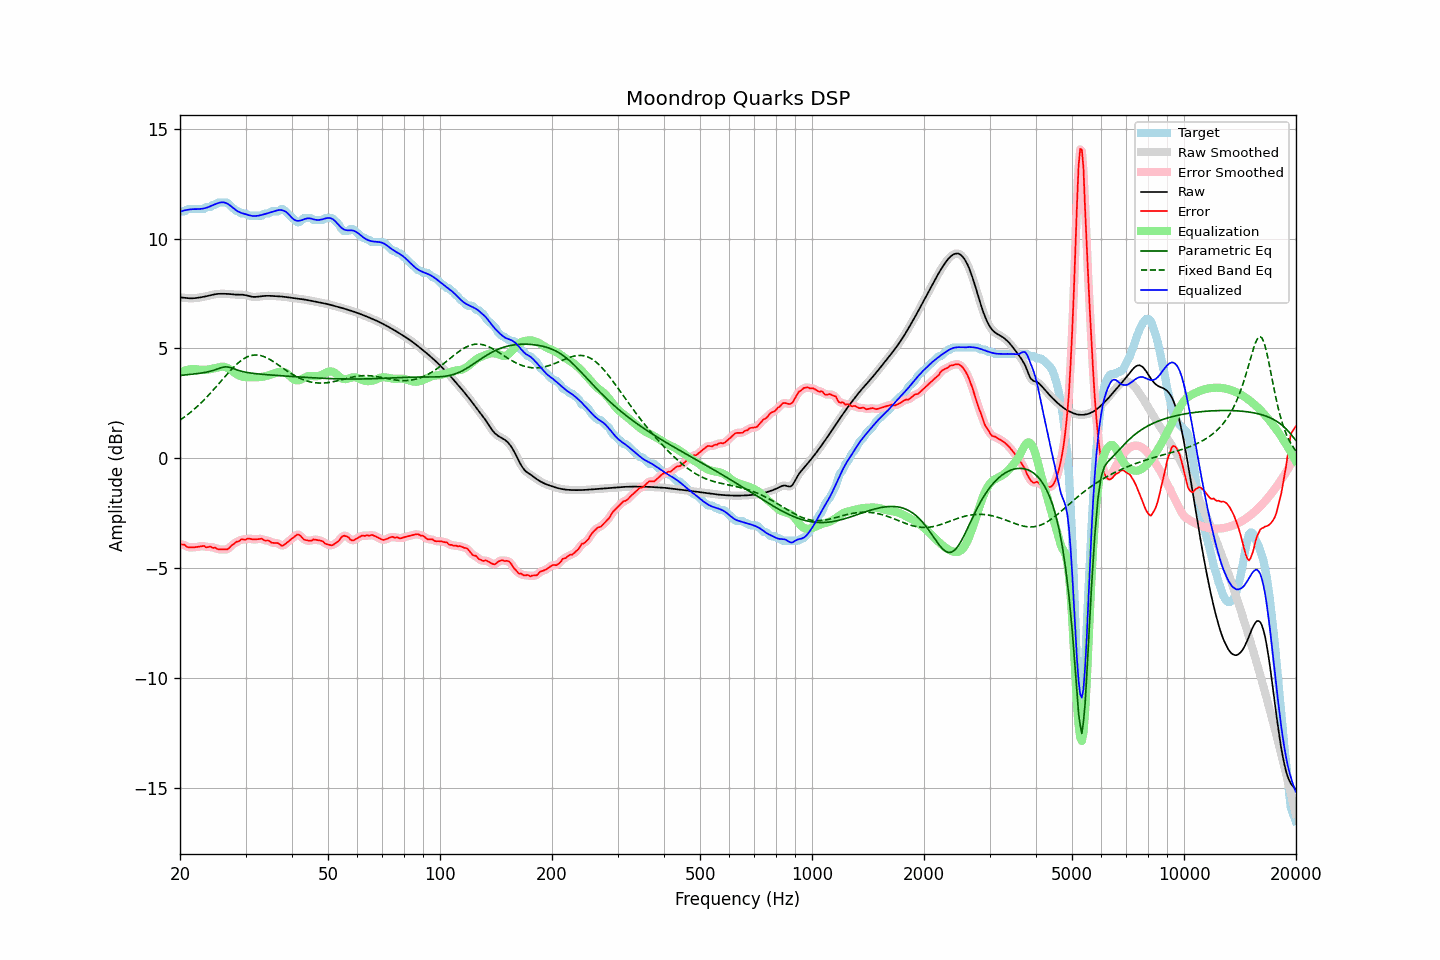 Moondrop Quarks DSP
Amplitude (dBr)
15
10
5
0
−5
−10
−15
Target
Raw Smoothed
Error Smoothed
Raw
Error
Equalization
Parametric Eq
Fixed Band Eq
Equalized
20
50
100
200
500
1000
2000
5000
10000
20000
Frequency (Hz)